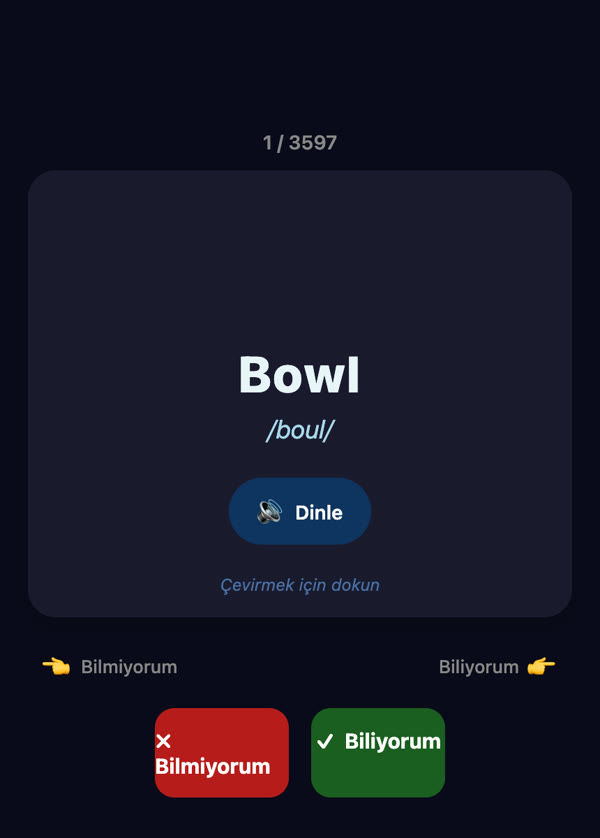 1 / 3597
Bowl
/boul/
🔊 Dinle
Çevirmek için dokun
👈 Bilmiyorum
Biliyorum 👉
✕
Bilmiyorum
✓ Biliyorum